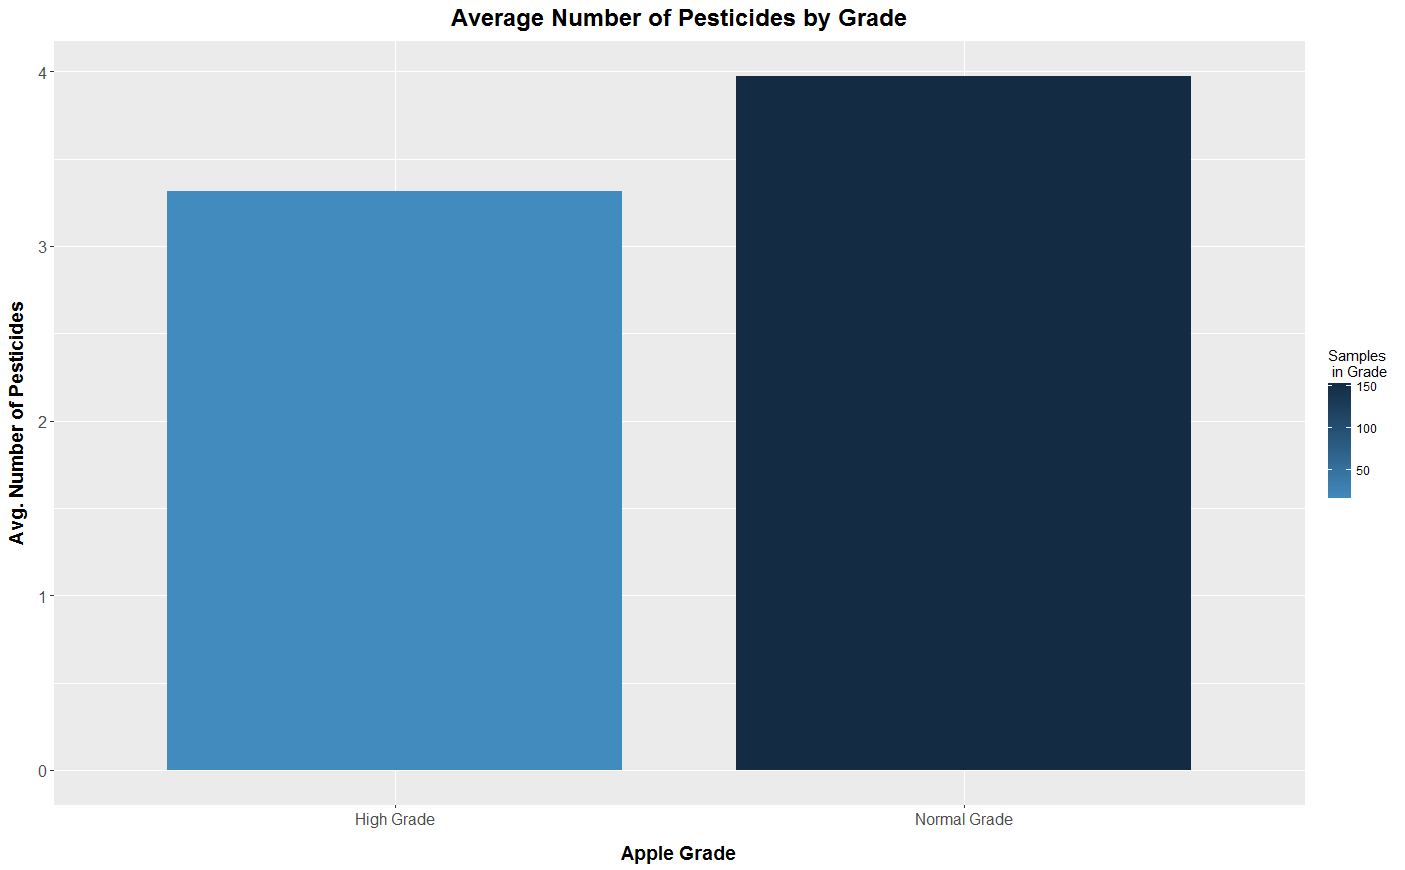 Average Number of Pesticides by Grade
Avg. Number of Pesticides
4
3
2
1
0
High Grade
Normal Grade
Apple Grade
Samples
in Grade
150
100
50